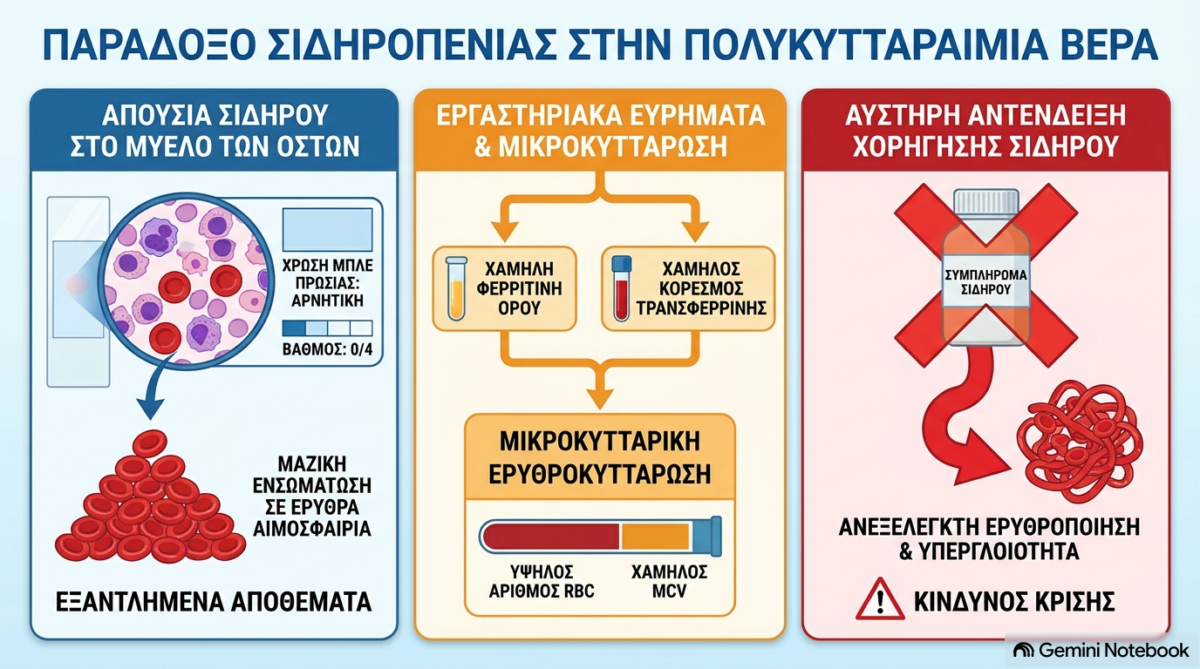 ΠΑΡΑΔΟΞΟ ΣΙΔΗΡΟΠΕΝΙΑΣ ΣΤΗΝ ΠΟΛΥΚΥΤΤΑΡΑΙΜΙΑ ΒΕΡΑ
ΑΠΟΥΣΙΑ ΣΙΔΗΡΟΥ
ΣΤΟ ΜΥΕΛΟ ΤΩΝ ΟΣΤΩΝ
ΧΡΩΣΗ ΜΠΛΕ
ΠΡΩΣΙΑΣ:
ΑΡΝΗΤΙΚΗ
ΒΑΘΜΟΣ: 0/4
ΜΑΖΙΚΗ
ΕΝΣΩΜΑΤΩΣΗ
ΣΕ ΕΡΥΘΡΑ
ΑΙΜΟΣΦΑΙΡΙΑ
ΕΞΑΝΤΛΗΜΕΝΑ ΑΠΟΘΕΜΑΤΑ
ΕΡΓΑΣΤΗΡΙΑΚΑ ΕΥΡΗΜΑΤΑ
& ΜΙΚΡΟΚΥΤΤΑΡΩΣΗ
ΧΑΜΗΛΗ
ΦΕΡΡΙΤΙΝΗ
ΟΡΟΥ
ΧΑΜΗΛΟΣ
ΚΟΡΕΣΜΟΣ
ΤΡΑΝΣΦΕΡΡΙΝΗΣ
ΜΙΚΡΟΚΥΤΤΑΡΙΚΗ
ΕΡΥΘΡΟΚΥΤΤΑΡΩΣΗ
ΥΨΗΛΟΣ
ΑΡΙΘΜΟΣ RBC
ΧΑΜΗΛΟΣ
MCV
ΑΥΣΤΗΡΗ ΑΝΤΕΝΔΕΙΞΗ
ΧΟΡΗΓΗΣΗΣ ΣΙΔΗΡΟΥ
ΣΥΜΠΛΗΡΩΜΑ
ΣΙΔΗΡΟΥ
ΑΝΕΞΕΛΕΓΚΤΗ ΕΡΥΘΡΟΠΟΙΗΣΗ
& ΥΠΕΡΓΛΟΙΟΤΗΤΑ
ΚΙΝΔΥΝΟΣ ΚΡΙΣΗΣ
Gemini Notebook